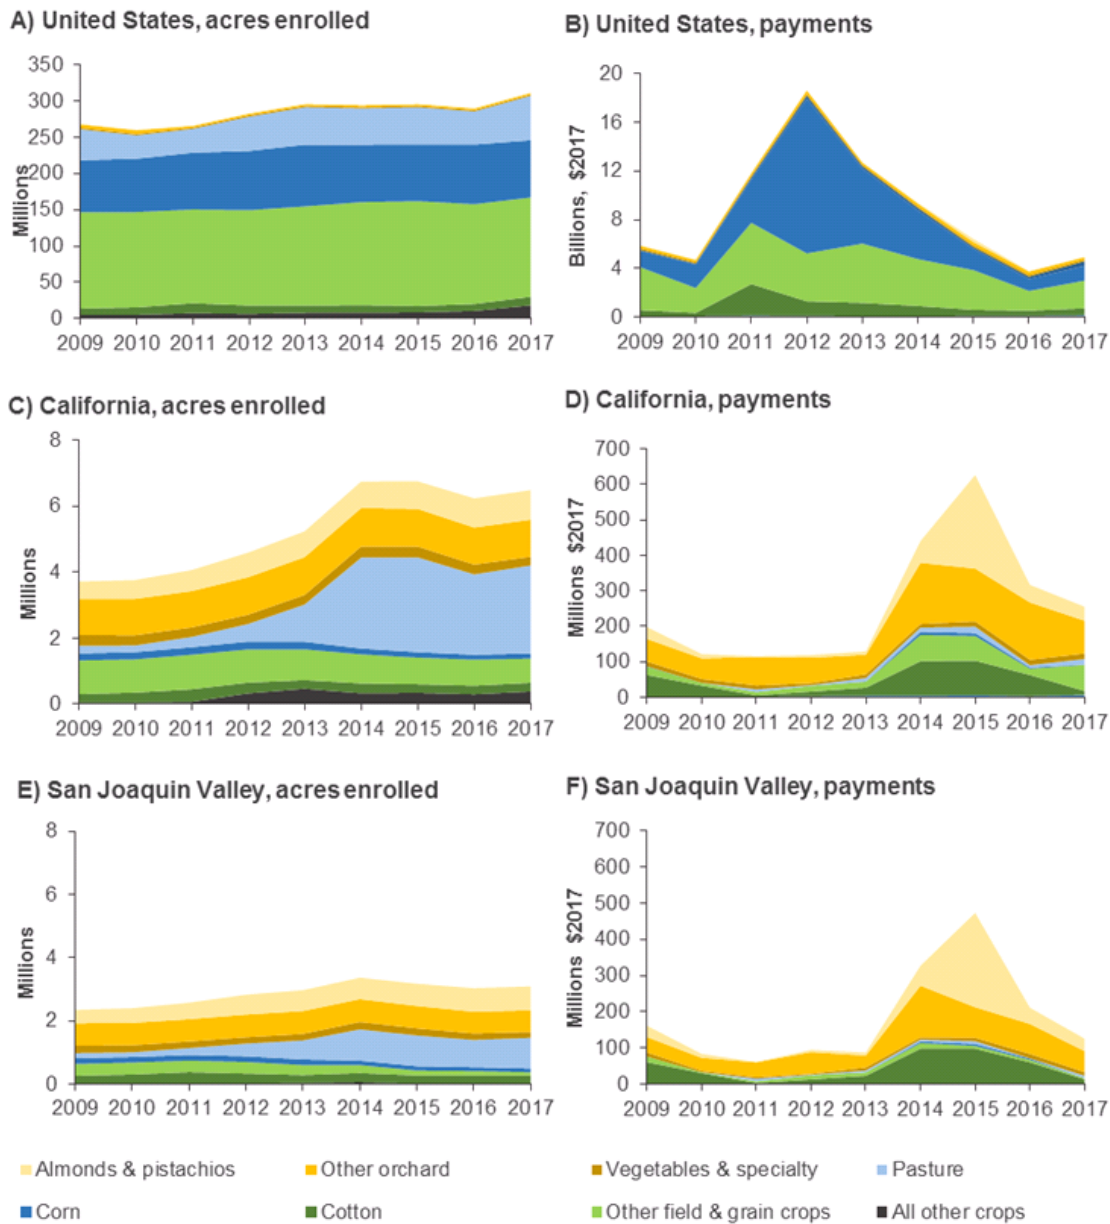 A) United States, acres enrolled
350
300
250
200
150
100
50
0
Millions
2009 2010 2011 2012 2013 2014 2015 2016 2017
B) United States, payments
20
16
12
8
4
0
Billions, $2017
2009 2010 2011 2012 2013 2014 2015 2016 2017
C) California, acres enrolled
8
6
4
2
0
Millions
2009 2010 2011 2012 2013 2014 2015 2016 2017
D) California, payments
700
600
500
400
300
200
100
0
Millions $2017
2009 2010 2011 2012 2013 2014 2015 2016 2017
E) San Joaquin Valley, acres enrolled
8
6
4
2
0
Millions
2009 2010 2011 2012 2013 2014 2015 2016 2017
F) San Joaquin Valley, payments
700
600
500
400
300
200
100
0
Millions $2017
2009 2010 2011 2012 2013 2014 2015 2016 2017
Almonds & pistachios Other orchard Vegetables & specialty Pasture
Corn Cotton Other field & grain crops All other crops